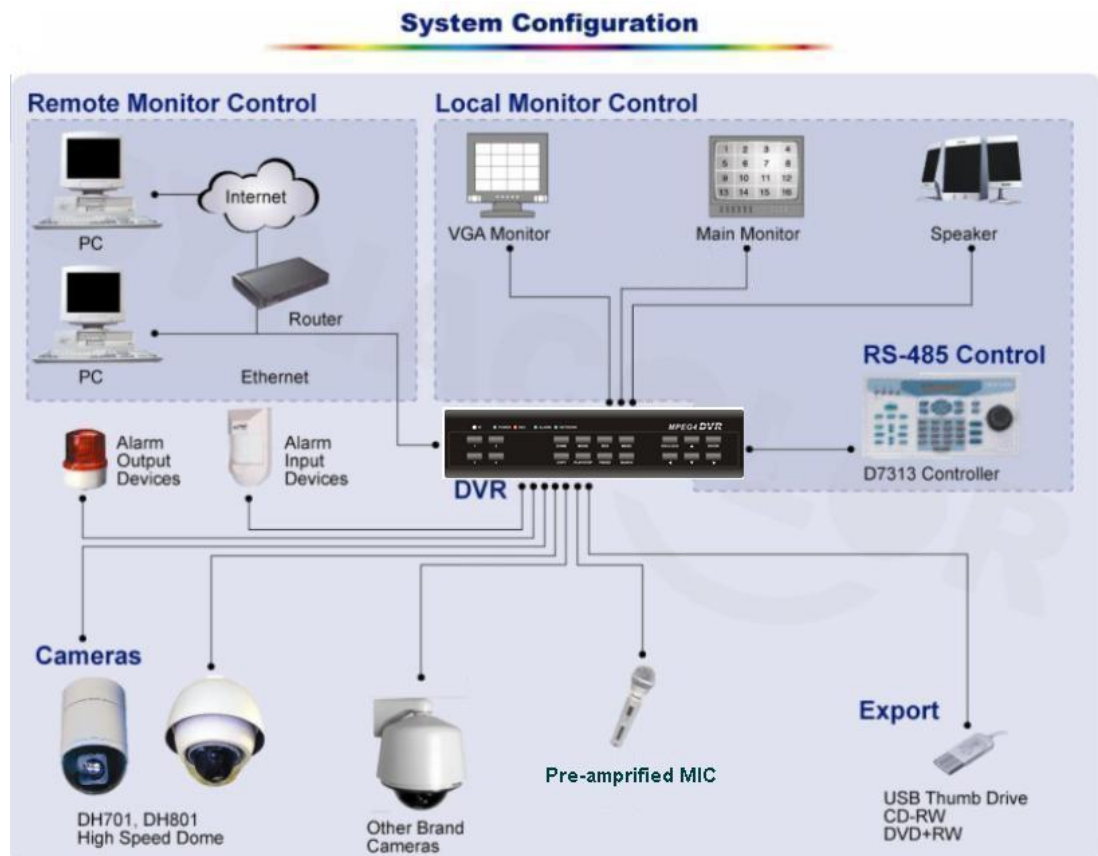 System Configuration
Remote Monitor Control
Local Monitor Control
Internet
PC
Router
PC
Ethernet
VGA Monitor
Main Monitor
Speaker
1 2 3 4
5 6 7 8
9 10 11 12
13 14 15 16
RS-485 Control
D7313 Controller
MPEG4 DVR
DVR
Alarm
Output
Devices
Alarm
Input
Devices
Cameras
DH701, DH801
High Speed Dome
Other Brand
Cameras
Pre-amprified MIC
Export
USB Thumb Drive
CD-RW
DVD+RW